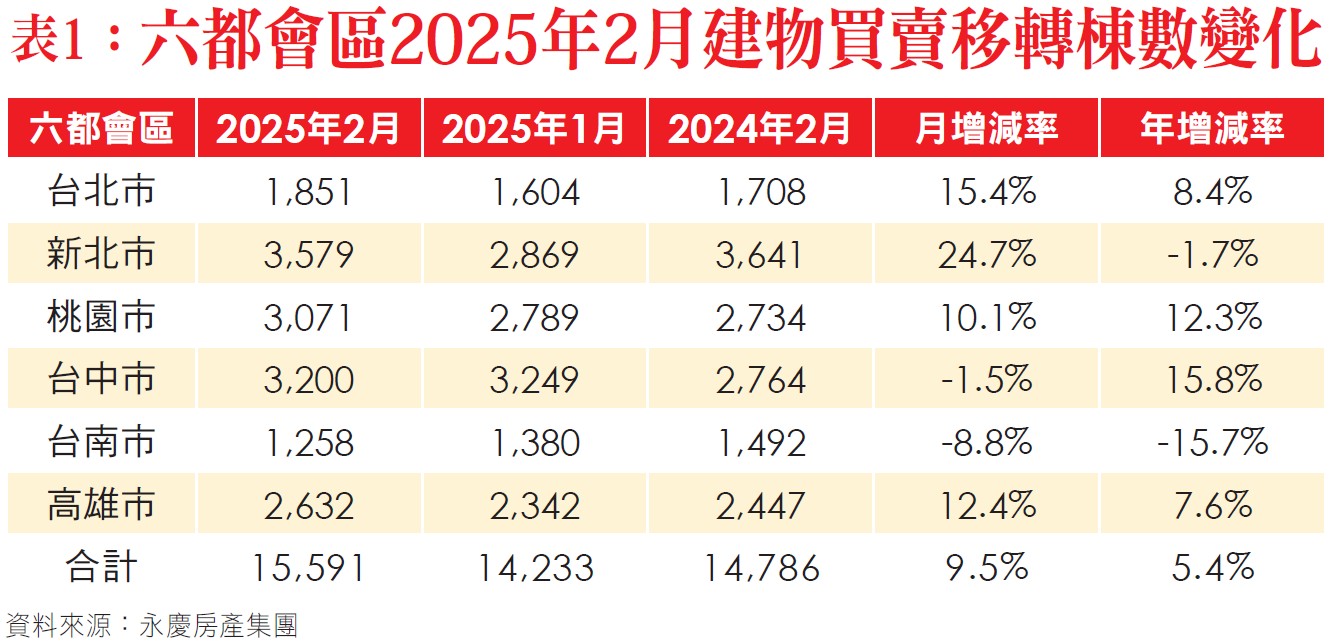 表1：六都會區2025年2月建物買賣移轉棟數變化
六都會區 2025年2月 2025年1月 2024年2月 月增減率 年增減率
台北市 1,851 1,604 1,708 15.4% 8.4%
新北市 3,579 2,869 3,641 24.7% -1.7%
桃園市 3,071 2,789 2,734 10.1% 12.3%
台中市 3,200 3,249 2,764 -1.5% 15.8%
台南市 1,258 1,380 1,492 -8.8% -15.7%
高雄市 2,632 2,342 2,447 12.4% 7.6%
合計 15,591 14,233 14,786 9.5% 5.4%
資料來源：永慶房產集團